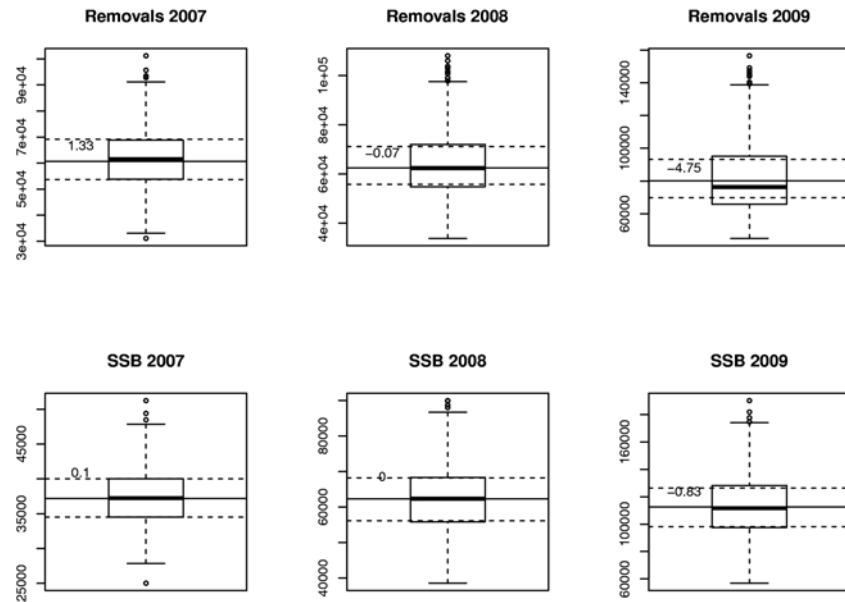 Removals 2007
Removals 2008
Removals 2009
3e+04
5e+04
7e+04
9e+04
1.33
4e+04
6e+04
8e+04
1e+05
−0.07
60000
100000
140000
−4.75
SSB 2007
SSB 2008
SSB 2009
25000
35000
45000
0.1
40000
60000
80000
0
60000
100000
160000
−0.83